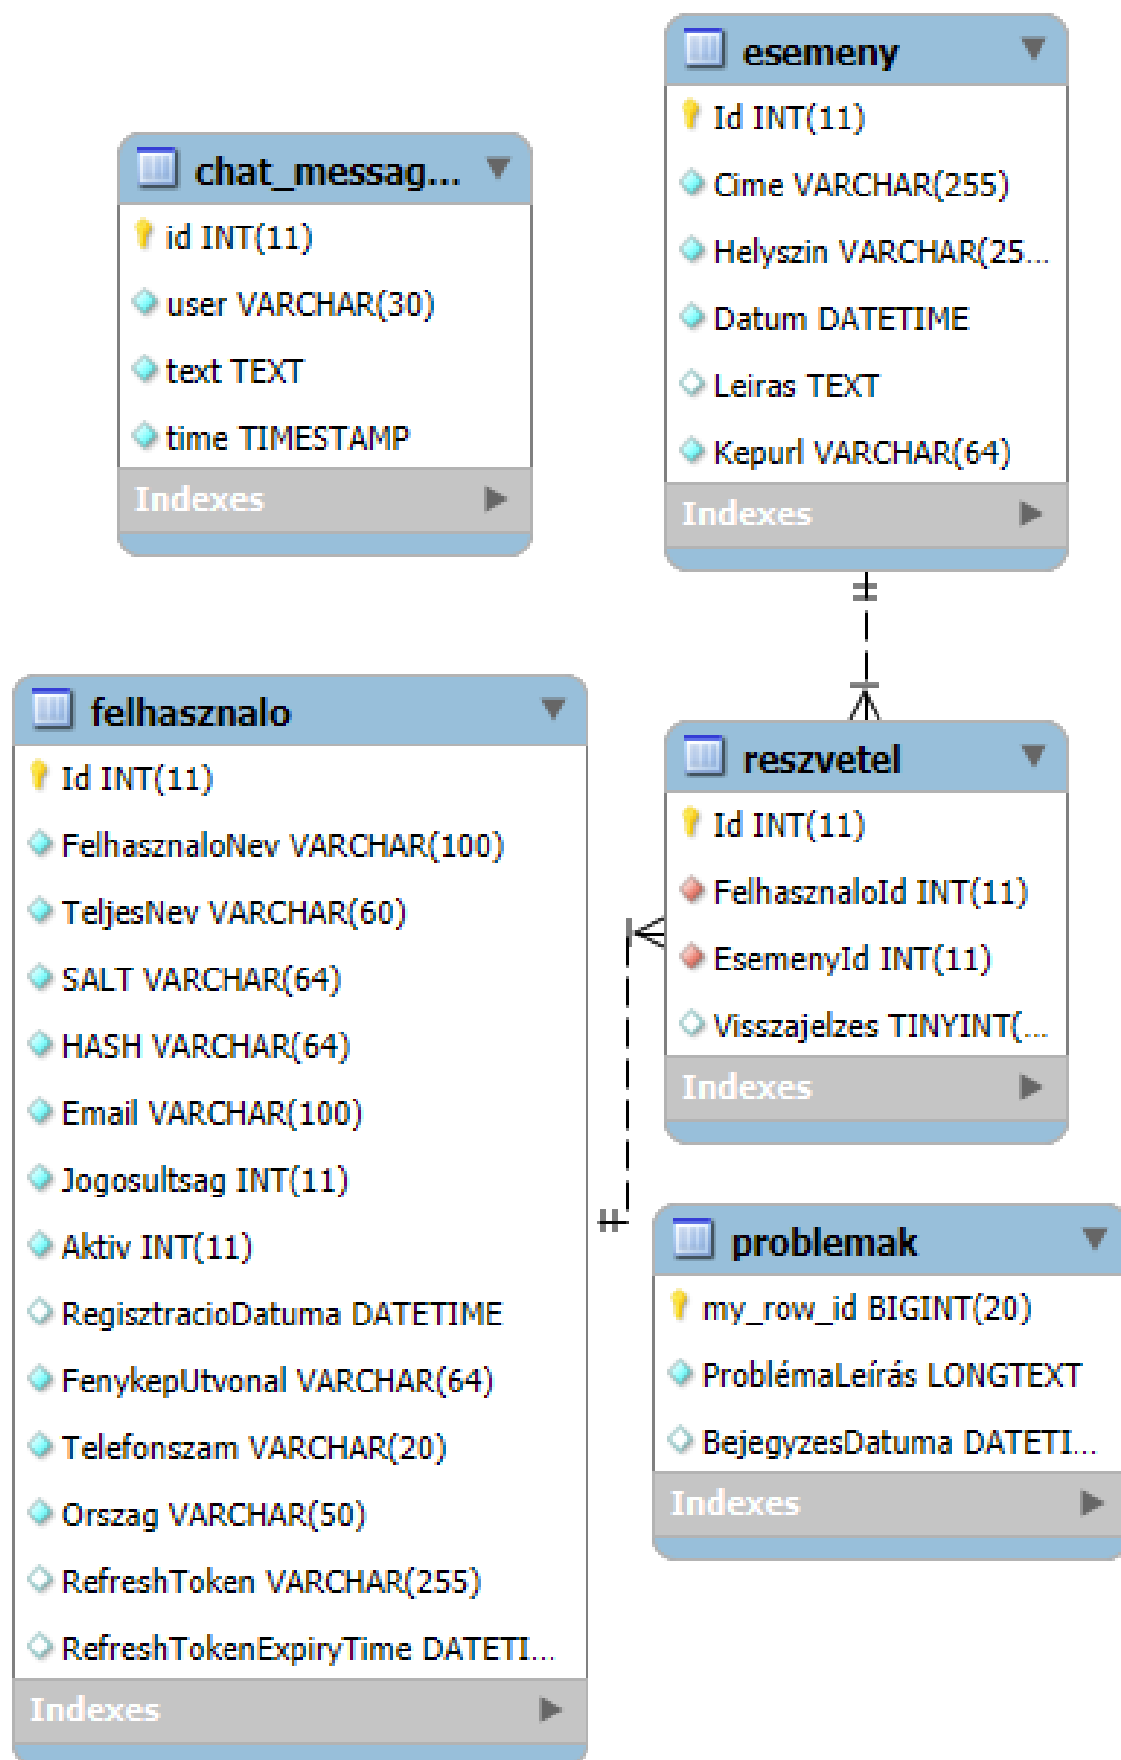 chat_messag...
id INT(11)
user VARCHAR(30)
text TEXT
time TIMESTAMP
Indexes
esemeny
Id INT(11)
Cime VARCHAR(255)
Helyszin VARCHAR(25...
Datum DATETIME
Leiras TEXT
Kepurl VARCHAR(64)
Indexes
felhasznalo
Id INT(11)
FelhasznaloNev VARCHAR(100)
TeljesNev VARCHAR(60)
SALT VARCHAR(64)
HASH VARCHAR(64)
Email VARCHAR(100)
Jogosultsag INT(11)
Aktiv INT(11)
RegisztracioDatuma DATETIME
FenykepUtvonal VARCHAR(64)
Telefonszam VARCHAR(20)
Orszag VARCHAR(50)
RefreshToken VARCHAR(255)
RefreshTokenExpiryTime DATETI...
Indexes
reszvetel
Id INT(11)
FelhasznaloId INT(11)
EsemenyId INT(11)
Visszajelzes TINYINT(...
Indexes
problemak
my_row_id BIGINT(20)
ProblémaLeírás LONGTEXT
BejegyzesDatuma DATETI...
Indexes